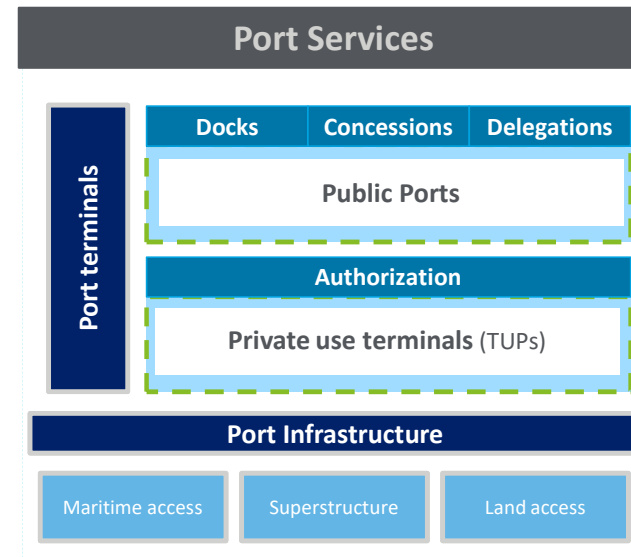 Port Services
Port terminals
Docks Concessions Delegations
Public Ports
Authorization
Private use terminals (TUPs)
Port Infrastructure
Maritime access Superstructure Land access